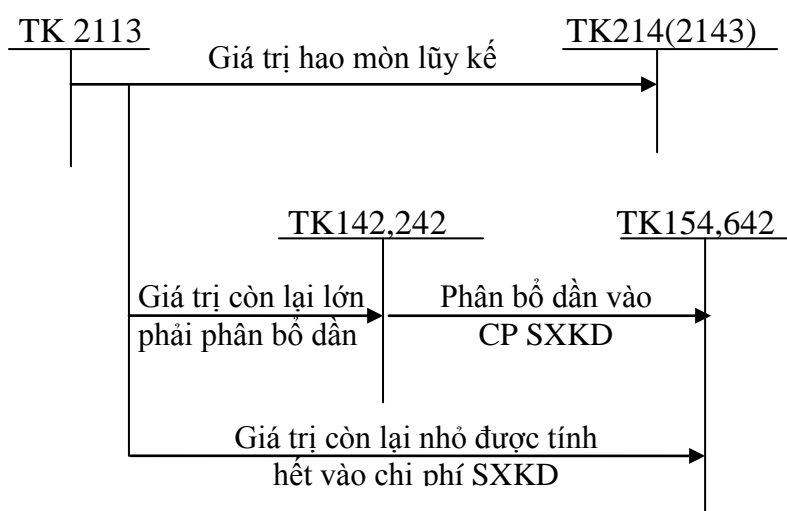 TK 2113
TK214(2143)
Giá trị hao mòn lũy kế
TK142,242
TK154,642
Giá trị còn lại lớn
phải phân bổ dần
Phân bổ dần vào
CP SXKD
Giá trị còn lại nhỏ được tính
hết vào chi phí SXKD